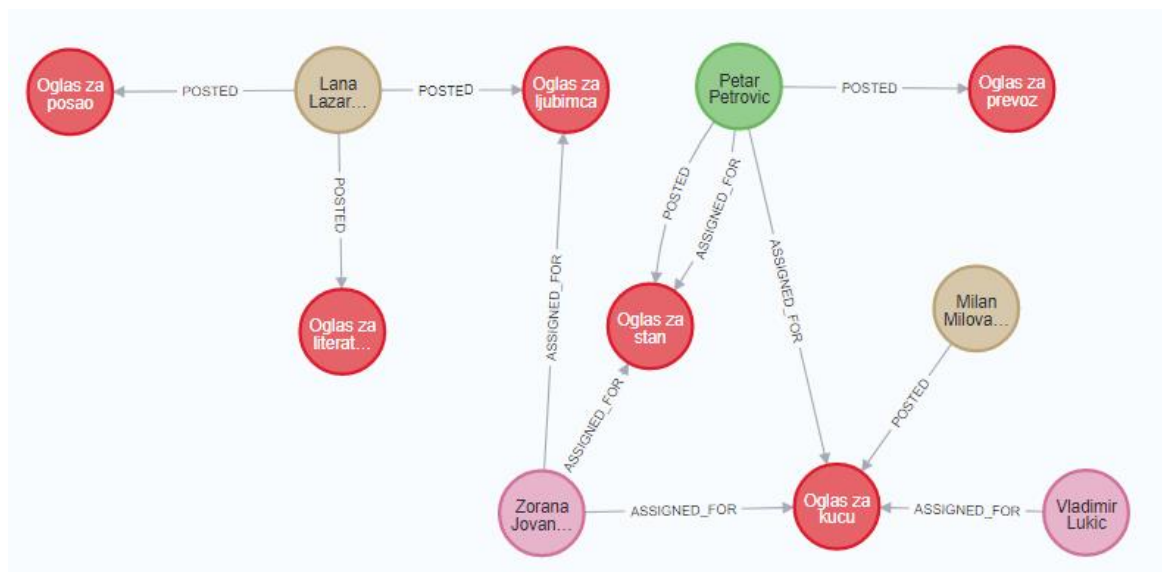 Oglas za
posao
POSTED
Lana
Lazar...
POSTED
Oglas za
ljubimca
Petar
Petrovic
POSTED
Oglas za
prevoz
POSTED
POSTED
ASSIGNED_FOR
ASSIGNED_FOR
ASSIGNED_FOR
Oglas za
literat...
Oglas za
stan
Milan
Milova...
ASSIGNED_FOR
POSTED
Zorana
Jovan...
ASSIGNED_FOR
Oglas za
kucu
ASSIGNED_FOR
Vladimir
Lukic